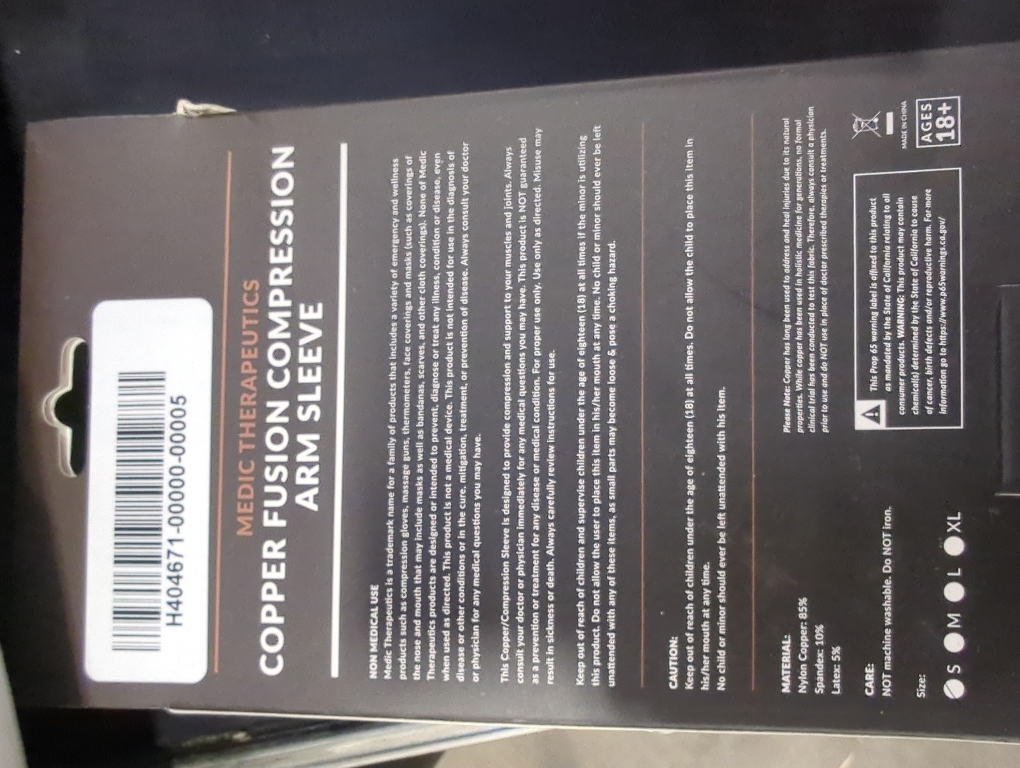 H404671-000000-00005
MEDIC THERAPEUTICS
COPPER FUSION COMPRESSION
ARM SLEEVE
NON MEDICAL USE
Medic Therapeutics is a trademark name for a family of products that includes a variety of emergency and wellness
products such as compression gloves, massage guns, thermometers, face coverings and masks (such as coverings of
the nose and mouth that may include masks as well as bandanas, scarves, and other cloth coverings). None of Medic
Therapeutics products are designed or intended to prevent, diagnose or treat any illness, condition or disease, even
when used as directed. This product is not a medical device. This product is not intended for use in the diagnosis of
disease or other conditions or in the cure, mitigation, treatment, or prevention of disease. Always consult your doctor
or physician for any medical questions you may have.
This Copper/Compression Sleeve is designed to provide compression and support to your muscles and joints. Always
consult your doctor or physician immediately for any medical questions you may have. This product is NOT guaranteed
as a prevention or treatment for any disease or medical condition. For proper use only. Use only as directed. Misuse may
result in sickness or death. Always carefully review instructions for use.
Keep out of reach of children and supervise children under the age of eighteen (18) at all times if the minor is utilizing
this product. Do not allow the user to place this item in his/her mouth at any time. No child or minor should ever be left
unattended with any of these items, as small parts may become loose & pose a choking hazard.
CAUTION:
Keep out of reach of children under the age of eighteen (18) at all times. Do not allow the child to place this item in
his/her mouth at any time.
No child or minor should ever be left unattended with his item.
MATERIAL:
Nylon Copper: 85%
Spandex: 10%
Latex: 5%
CARE:
NOT machine washable. Do NOT Iron.
Size:
S M L XL
Please Note: Copper has long been used to address and heal injuries due to its natural
properties. While copper has been used in holistic medicine for generations, no formal
clinical trial has been conducted to test this fabric. Therefore, always consult a physician
prior to use and do NOT use in place of doctor prescribed therapies or treatments.
This Prop 65 warning label is affixed to this product
as mandated by the State of California relating to all
consumer products. WARNING: This product may contain
chemical(s) determined by the State of California to cause
of cancer, birth defects and/or reproductive harm. For more
information go to https://www.p65warnings.ca.gov/
MADE IN CHINA
AGES
18+